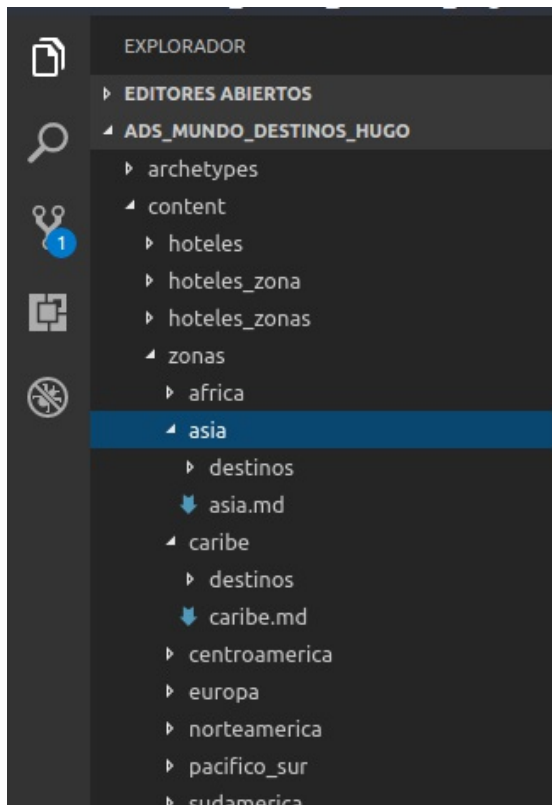 EXPLORADOR
EDITORES ABIERTOS
ADS_MUNDO_DESTINOS_HUGO
archetypes
content
hoteles
1
hoteles_zona
hoteles_zonas
zonas
africa
asia
destinos
asia.md
caribe
destinos
caribe.md
centroamerica
europa
norteamerica
pacifico_sur
sudamerica